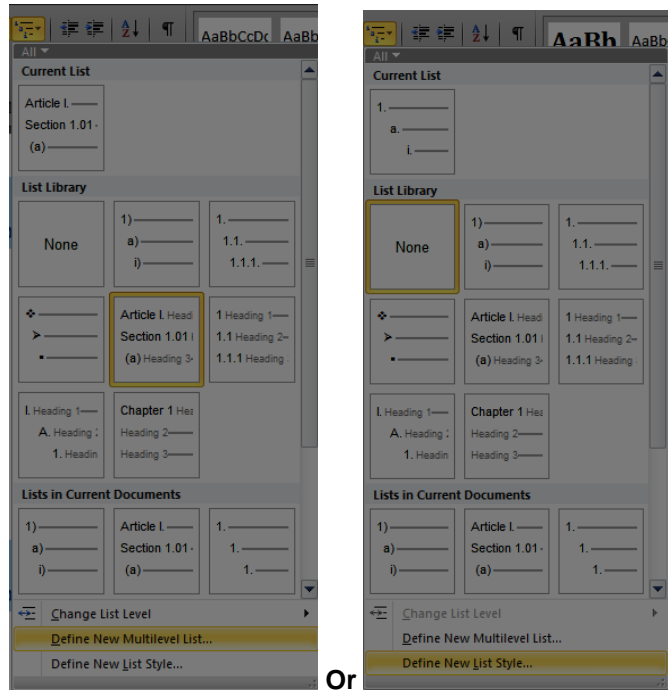 AaBbCcDc AaBb
All
Current List
Article I.
Section 1.01
(a)
List Library
None
1)
a)
i)
1.
1.1.
1.1.1.
Article I. Headi
Section 1.01
(a) Heading 3
1 Heading 1
1.1 Heading 2
1.1.1 Heading
I. Heading 1
A. Heading
1. Headin
Chapter 1 Hea
Heading 2
Heading 3
Lists in Current Documents
1)
a)
i)
Article I.
Section 1.01
(a)
1.
1.
1.
Change List Level
Define New Multilevel List...
Define New List Style...
Or
AaBb AaBb
All
Current List
1.
a.
i.
List Library
None
1)
a)
i)
1.
1.1.
1.1.1.
Article I. Headi
Section 1.01
(a) Heading 3
1 Heading 1
1.1 Heading 2
1.1.1 Heading
I. Heading 1
A. Heading
1. Headin
Chapter 1 Hea
Heading 2
Heading 3
Lists in Current Documents
1)
a)
i)
Article I.
Section 1.01
(a)
1.
1.
1.
Change List Level
Define New Multilevel List...
Define New List Style...